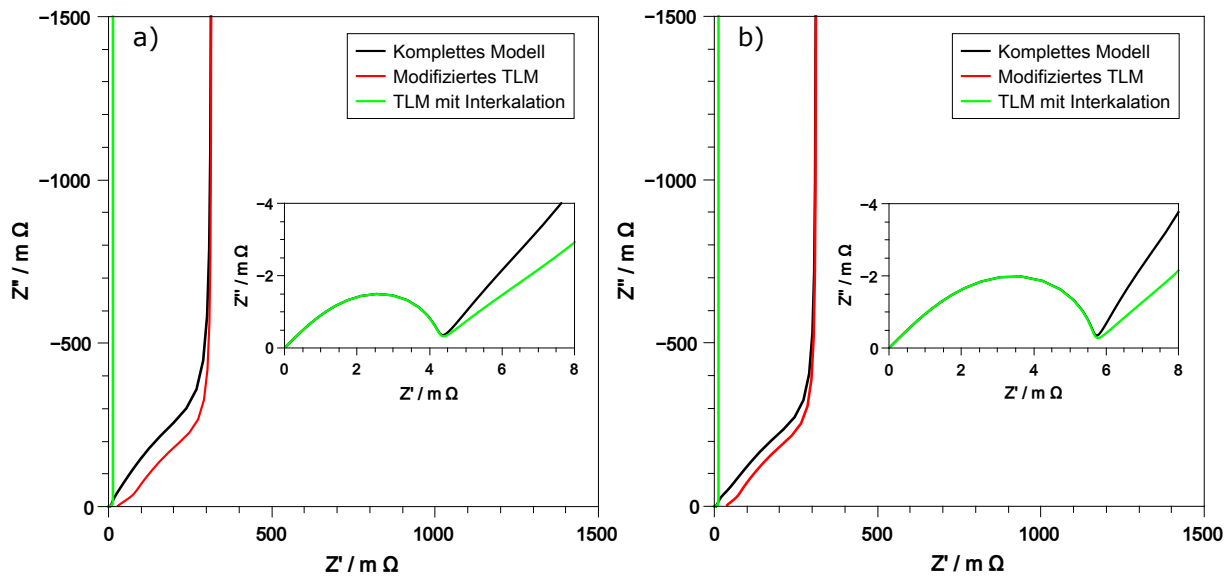 a)
Komplettes Modell
Modifiziertes TLM
TLM mit Interkalation
Z'' / m Ω
−1500
−1000
−500
0
0
500
1000
1500
Z' / m Ω
Z'' / m Ω
−4
−2
0
0
2
4
6
8
Z' / m Ω
b)
Komplettes Modell
Modifiziertes TLM
TLM mit Interkalation
Z'' / m Ω
−1500
−1000
−500
0
0
500
1000
1500
Z' / m Ω
Z'' / m Ω
−4
−2
0
0
2
4
6
8
Z' / m Ω